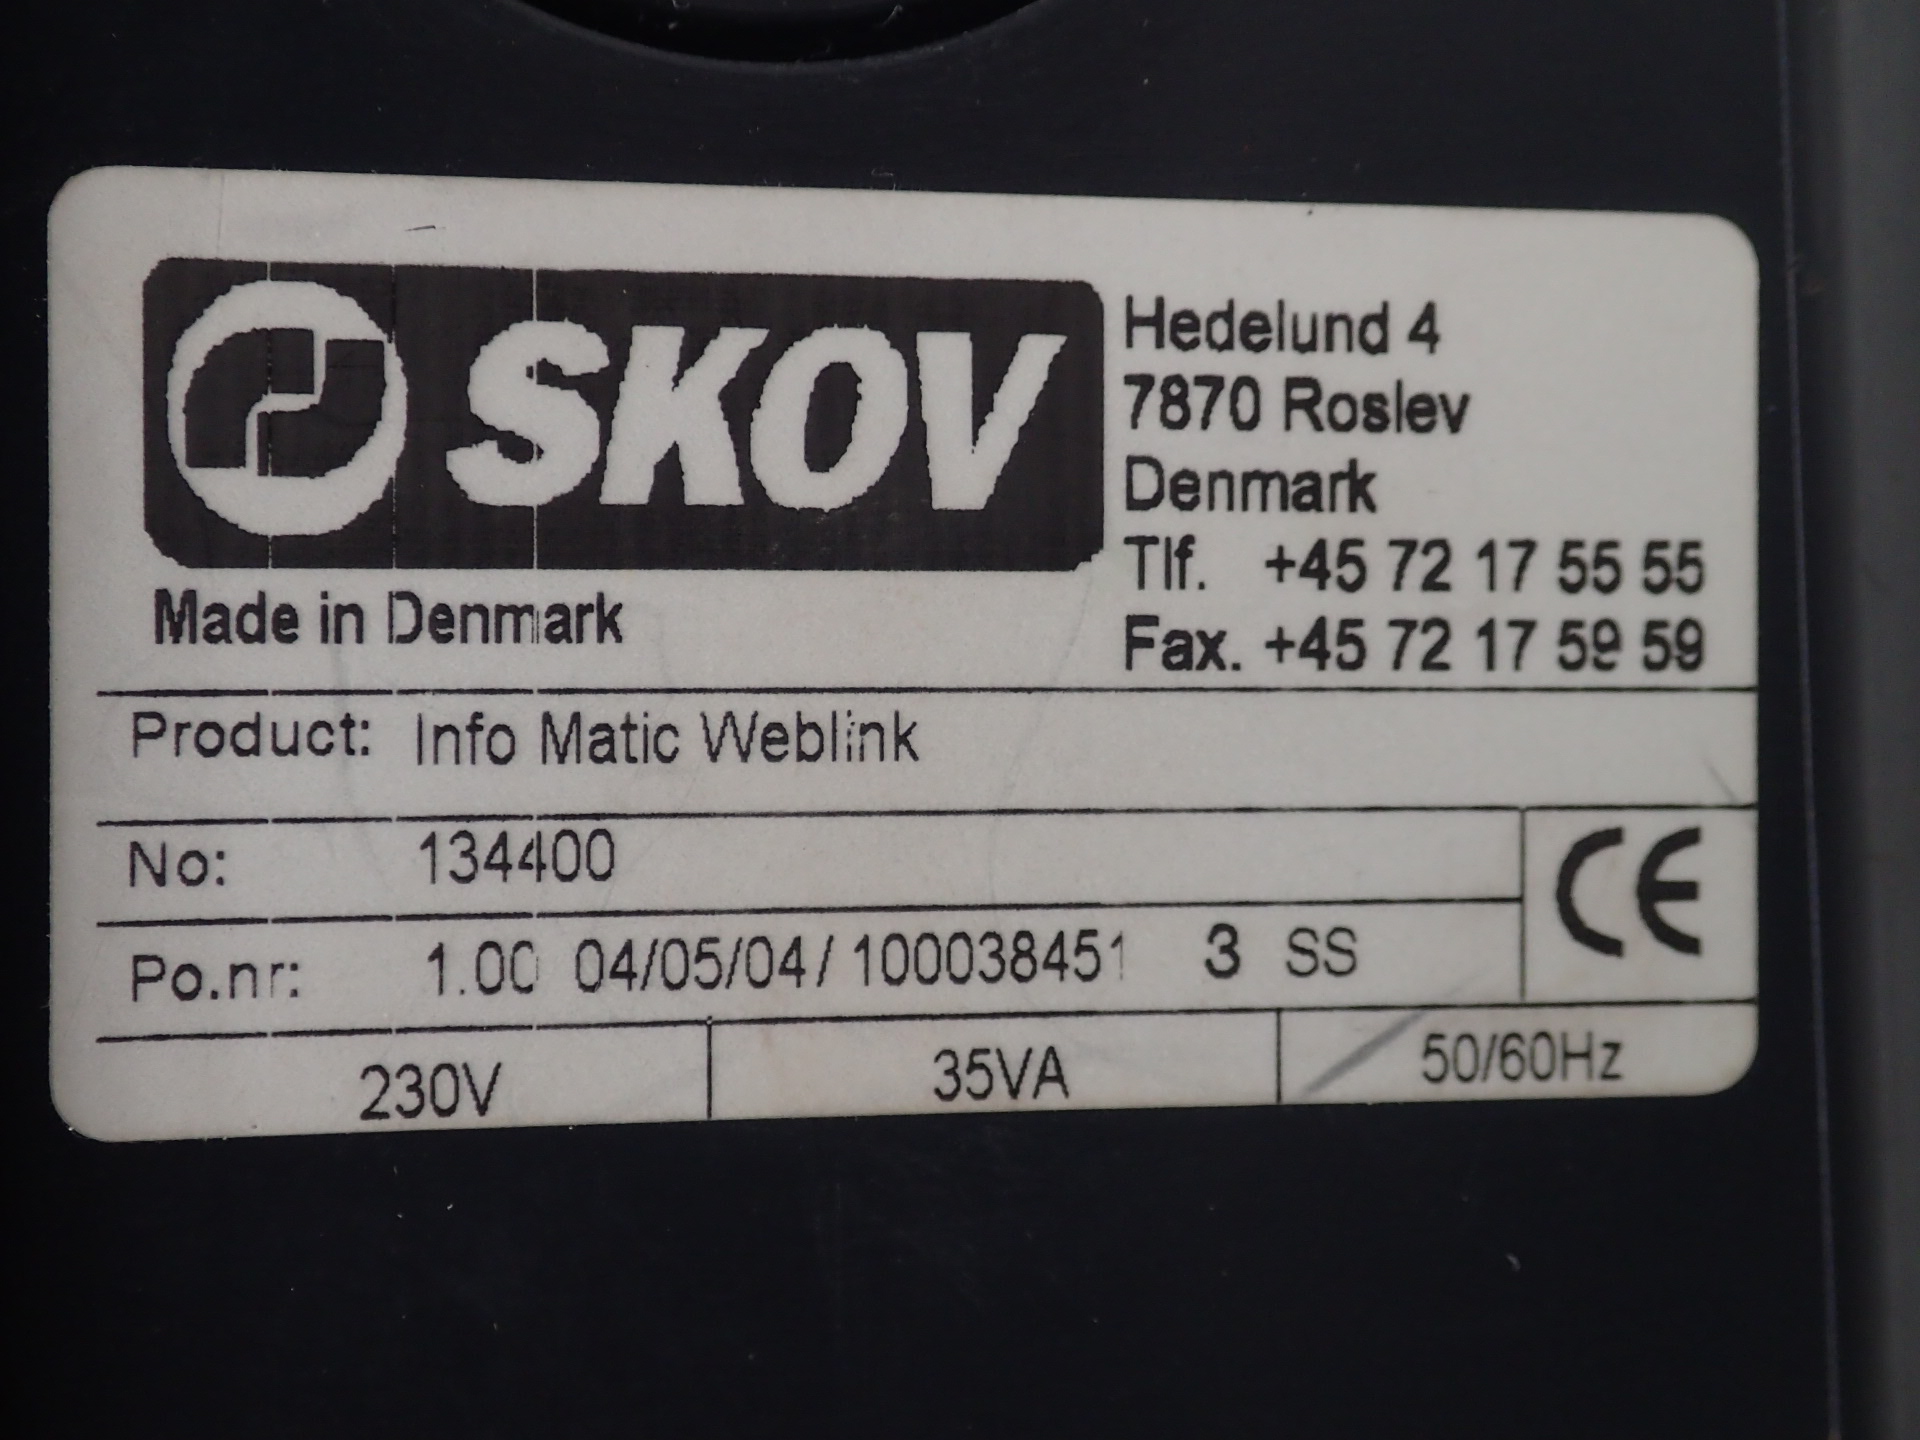 SKOV
Made in Denmark
Hedelund 4
7870 Roslev
Denmark
Tlf. +45 72 17 55 55
Fax. +45 72 17 59 59
Product: Info Matic Weblink
No: 134400
Po.nr: 1.00 04/05/04/ 100038451 3 SS
CE
230V 35VA 50/60Hz